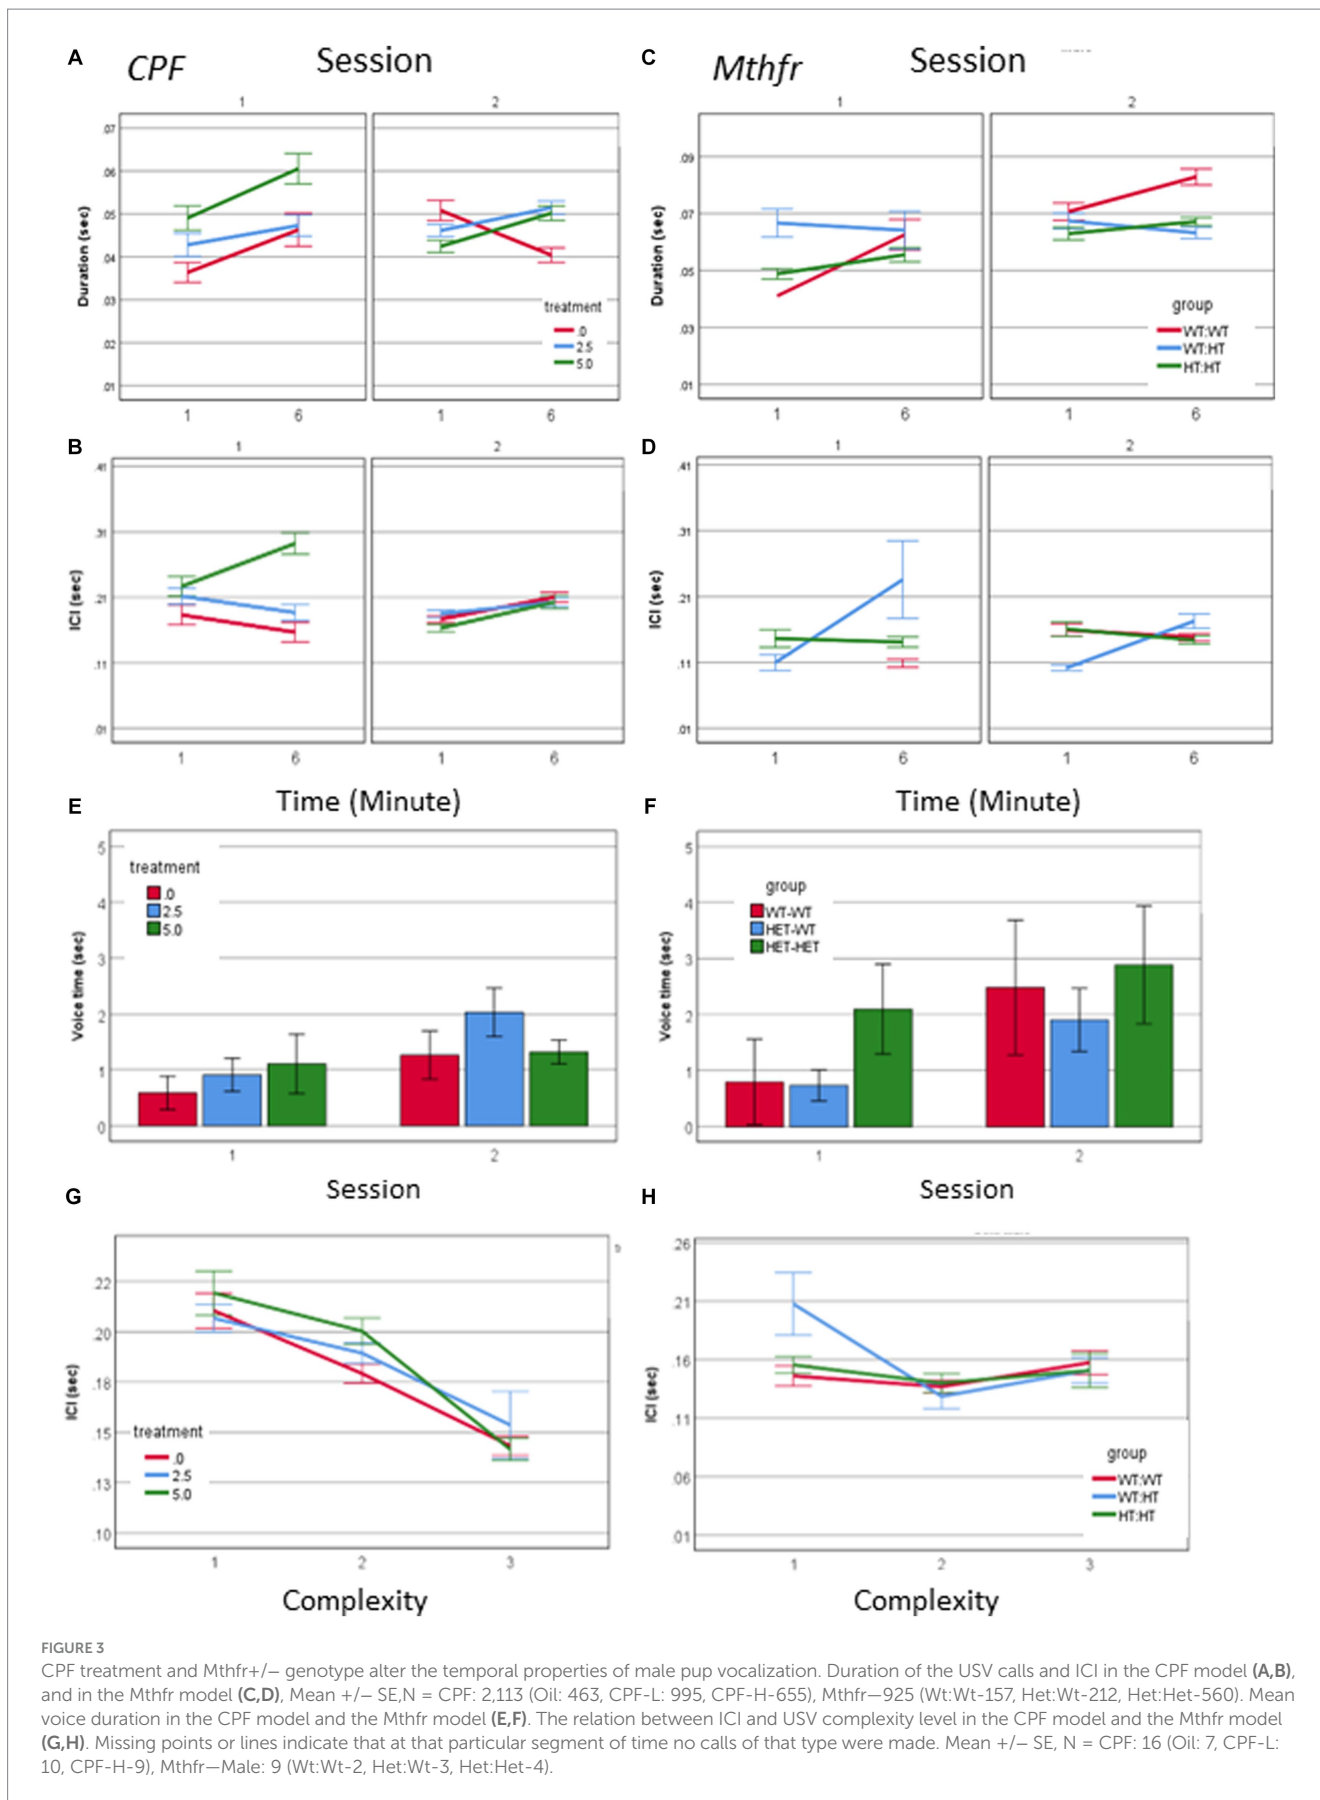 A
CPF
Session
1
2
Duration (sec)
.07
.06
.05
.04
.03
.02
.01
treatment
.0
2.5
5.0
1
6
1
6
C
Mthfr
Session
1
2
Duration (sec)
.09
.07
.05
.03
.01
group
WT:WT
WT:HT
HT:HT
1
6
1
6
B
1
2
ICI (sec)
.41
.31
.21
.11
.01
1
6
1
6
Time (Minute)
D
1
2
ICI (sec)
.41
.31
.21
.11
.01
1
6
1
6
Time (Minute)
E
Voice time (sec)
5
4
3
2
1
0
treatment
.0
2.5
5.0
1
2
Session
F
Voice time (sec)
5
4
3
2
1
0
group
WT-WT
HET-WT
HET-HET
1
2
Session
G
ICI (sec)
.22
.20
.18
.15
.13
.10
treatment
.0
2.5
5.0
1
2
3
Complexity
H
ICI (sec)
.26
.21
.16
.11
.06
.01
group
WT:WT
WT:HT
HT:HT
1
2
3
Complexity
FIGURE 3
CPF treatment and Mthfr+/− genotype alter the temporal properties of male pup vocalization. Duration of the USV calls and ICI in the CPF model (A,B),
and in the Mthfr model (C,D), Mean +/− SE,N = CPF: 2,113 (Oil: 463, CPF-L: 995, CPF-H-655), Mthfr—925 (Wt:Wt-157, Het:Wt-212, Het:Het-560). Mean
voice duration in the CPF model and the Mthfr model (E,F). The relation between ICI and USV complexity level in the CPF model and the Mthfr model
(G,H). Missing points or lines indicate that at that particular segment of time no calls of that type were made. Mean +/− SE, N = CPF: 16 (Oil: 7, CPF-L:
10, CPF-H-9), Mthfr—Male: 9 (Wt:Wt-2, Het:Wt-3, Het:Het-4).